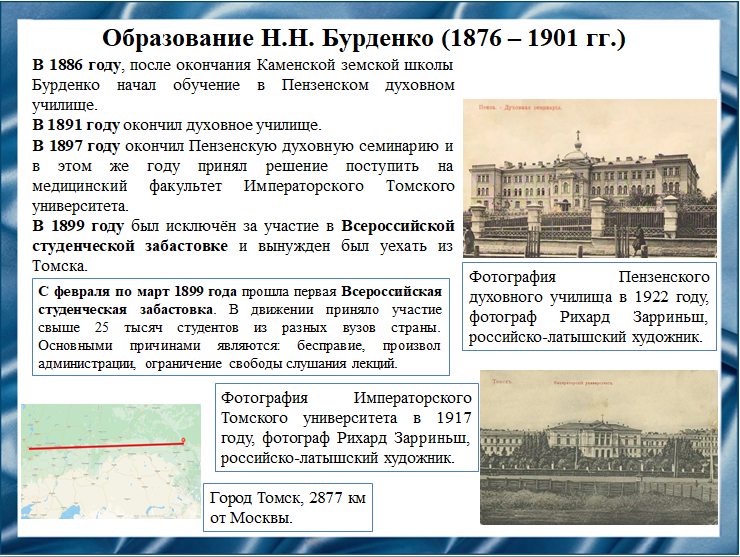 Образование Н.Н. Бурденко (1876 – 1901 гг.)
В 1886 году, после окончания Каменской земской школы
Бурденко начал обучение в Пензенском духовном
училище.
В 1891 году окончил духовное училище.
В 1897 году окончил Пензенскую духовную семинарию и
в этом же году принял решение поступить на
медицинский факультет Императорского Томского
университета.
В 1899 году был исключён за участие в Всероссийской
студенческой забастовке и вынужден был уехать из
Томска.
Пенза. - Духовная семинарія.
Фотография Пензенского
духовного училища в 1922 году,
фотограф Рихард Зарриньш,
российско-латышский художник.
С февраля по март 1899 года прошла первая Всероссийская
студенческая забастовка. В движении приняло участие
свыше 25 тысяч студентов из разных вузов страны.
Основными причинами являются: бесправие, произвол
администрации, ограничение свободы слушания лекций.
Фотография Императорского
Томского университета в 1917
году, фотограф Рихард Зарриньш,
российско-латышский художник.
Томскъ.
Город Томск, 2877 км
от Москвы.